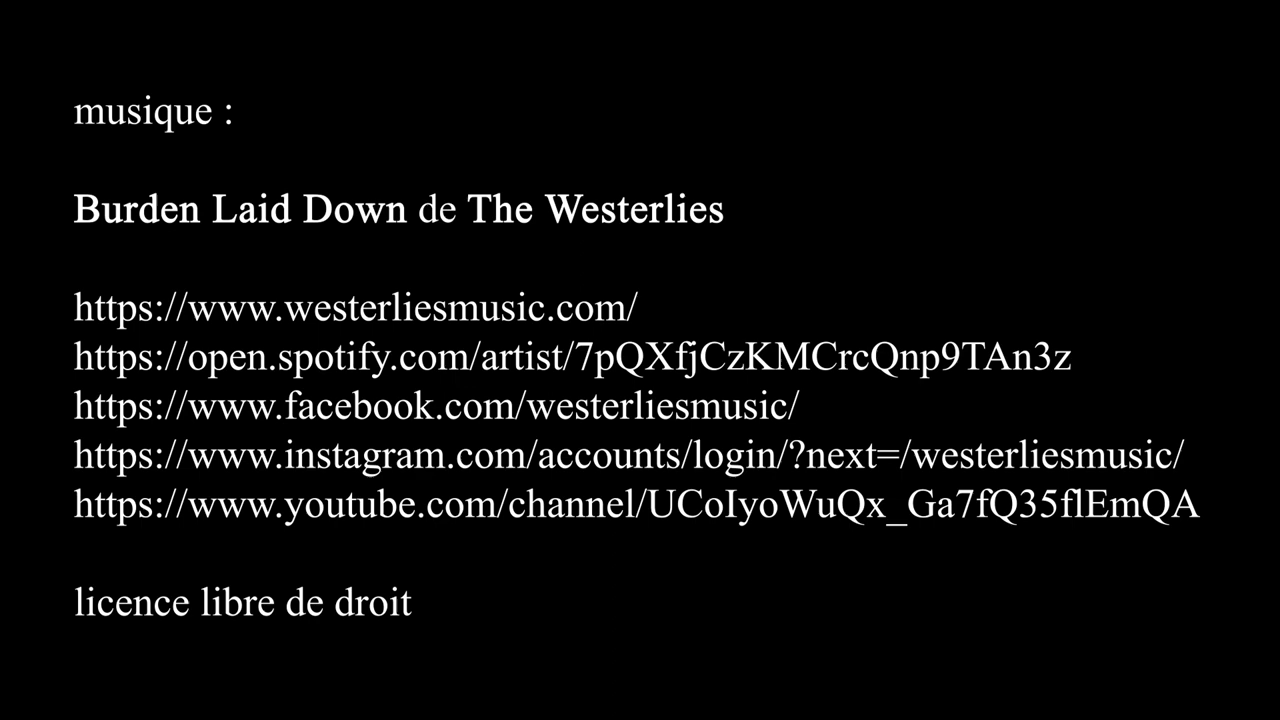 musique :
Burden Laid Down de The Westerlies
https://www.westerliesmusic.com/
https://open.spotify.com/artist/7pQXfjCzKMCrcQnp9TAn3z
https://www.facebook.com/westerliesmusic/
https://www.instagram.com/accounts/login/?next=/westerliesmusic/
https://www.youtube.com/channel/UCoIyoWuQx_Ga7fQ35flEmQA
licence libre de droit